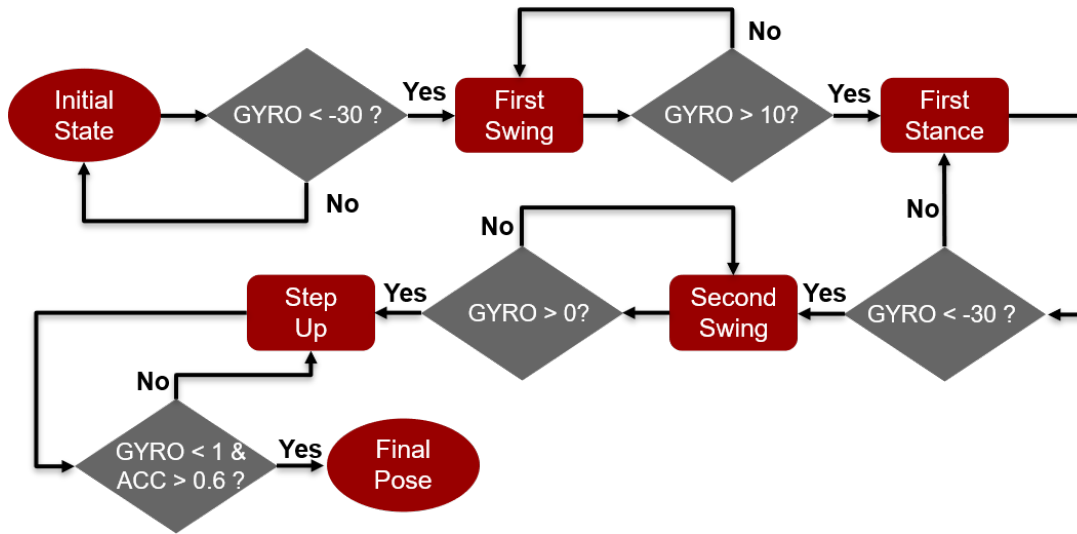 No
Initial
State
GYRO < -30 ?
Yes
First
Swing
GYRO > 10?
Yes
First
Stance
No
No
No
Step
Up
Yes
GYRO > 0?
Second
Swing
Yes
GYRO < -30 ?
No
GYRO < 1 &
ACC > 0.6 ?
Yes
Final
Pose